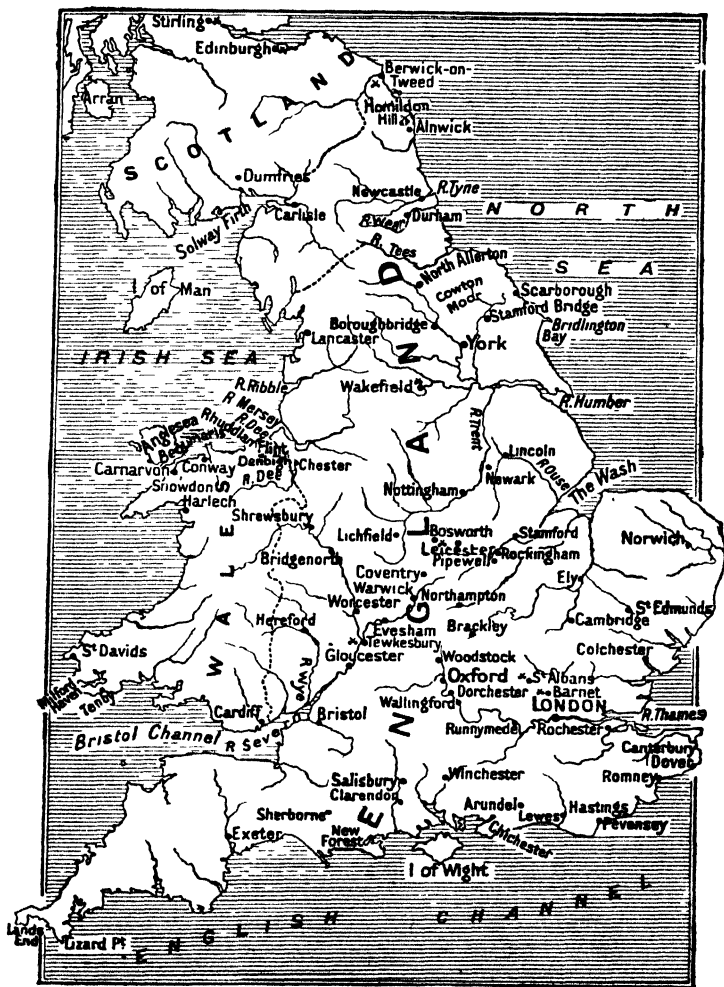 Stirling
Edinburgh
Berwick-on-
Tweed
Arran
Homildon
Hill
Alnwick
SCOTLAND
Dumfries
Newcastle
R.Tyne
NORTH
Solway Firth
Carlisle
R.Wear
Durham
R. Tees
SEA
North Allerton
I of Man
Cowton
Moor
Scarborough
Stamford Bridge
Boroughbridge
Bridlington
Bay
Lancaster
York
IRISH SEA
R.Ribble
Wakefield
R.Humber
R Mersey
R.Dee
R.Trent
Anglesea
Beaumaris
Rhuddlan
Flint
Lincoln
Carnarvon
Conway
Denbigh
Chester
R. Dee
Newark
R Ouse
The Wash
Snowdon
Harlech
Nottingham
Shrewsbury
Lichfield
Bosworth
Stamford
Norwich
Leicester
Rockingham
Bridgenorth
Pipewell
Coventry
Ely
Warwick
Worcester
Northampton
St Edmunds
WALES
Hereford
Evesham
Brackley
Cambridge
St Davids
Tewkesbury
Gloucester
Woodstock
Colchester
R.Wye
Oxford
St Albans
Milford
Haven
Tenby
Dorchester
Barnet
Wallingford
LONDON
Cardiff
Bristol
R.Thames
Bristol Channel
R Seve
Runnymede
Rochester
Canterbury
Dover
Salisbury
Winchester
Romney
Clarendon
Sherborne
Arundel
Lewes
Hastings
Pevensey
New
Forest
Exeter
Chichester
I of Wight
ENGLAND
Lands
End
Lizard Pt
ENGLISH CHANNEL